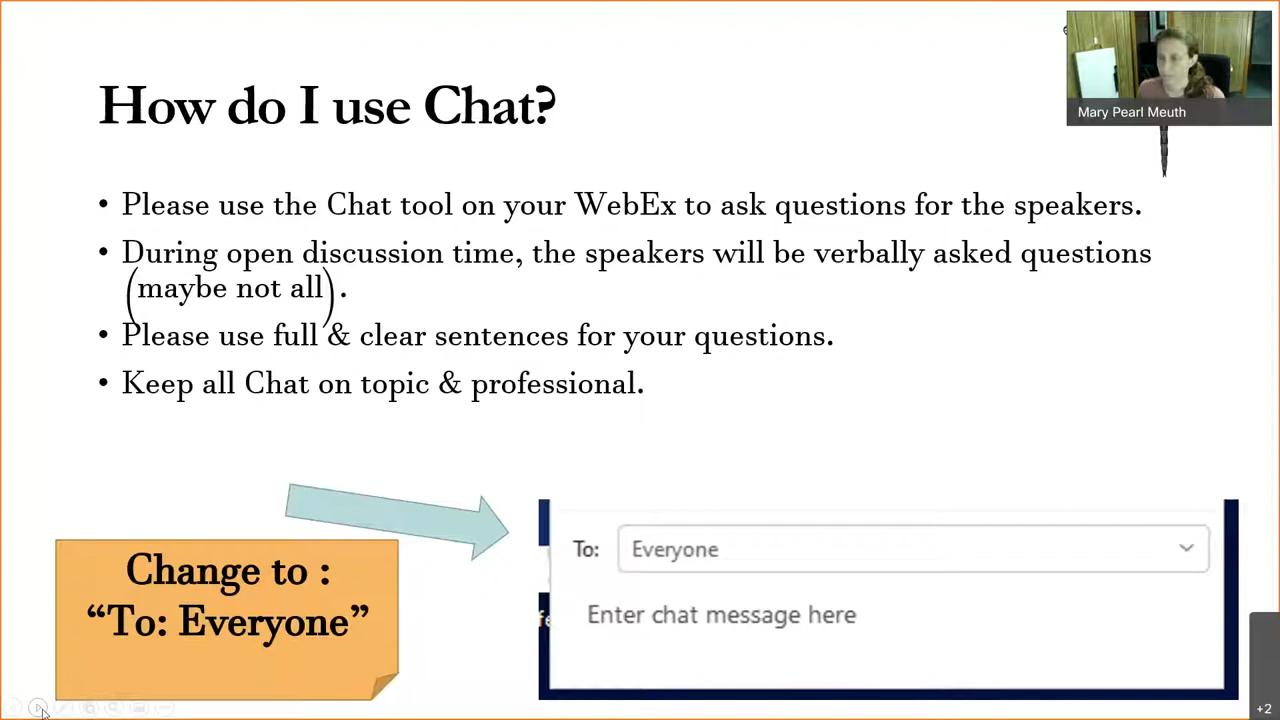 How do I use Chat?
Mary Pearl Meuth
• Please use the Chat tool on your WebEx to ask questions for the speakers.
• During open discussion time, the speakers will be verbally asked questions
(maybe not all).
• Please use full & clear sentences for your questions.
• Keep all Chat on topic & professional.
Change to :
“To: Everyone”
To: Everyone
Enter chat message here
+2